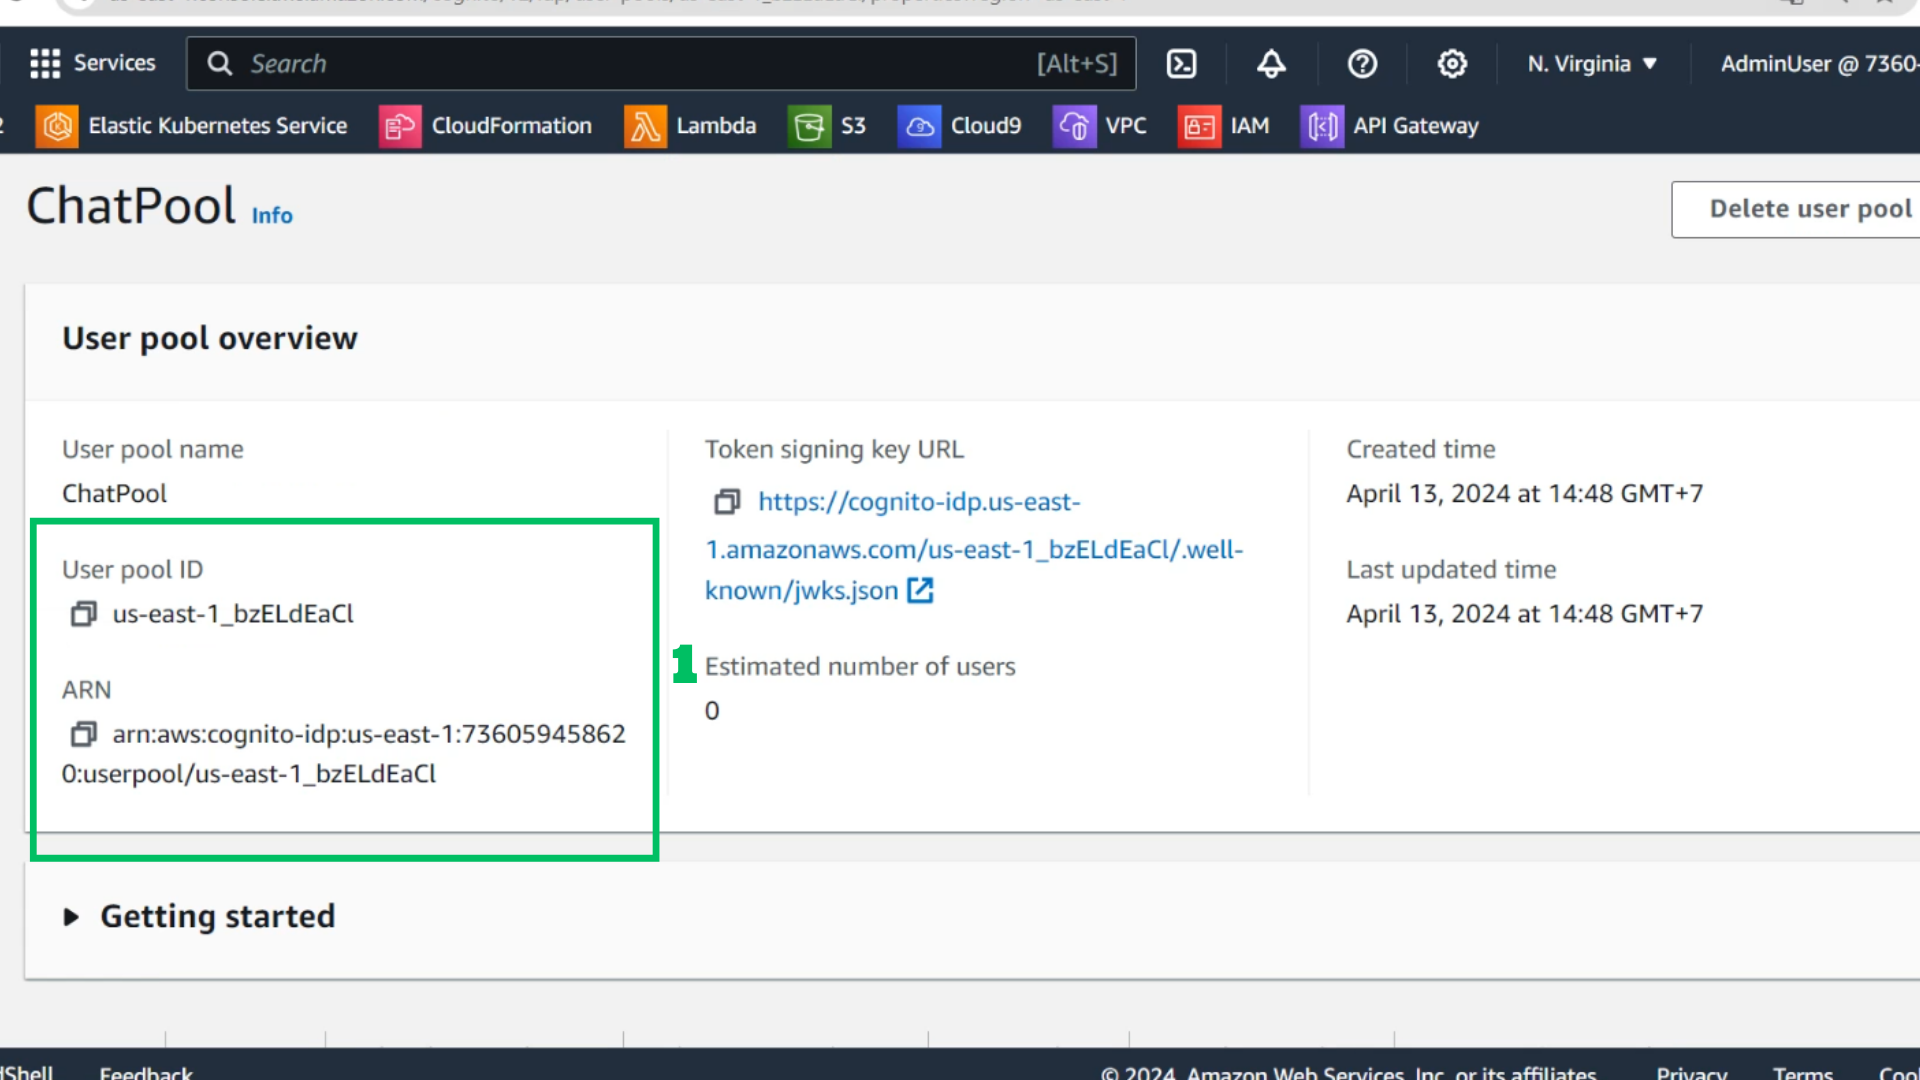 Services
Search
[Alt+S]
N. Virginia
AdminUser @ 7360-
2
Elastic Kubernetes Service
CloudFormation
Lambda
S3
Cloud9
VPC
IAM
API Gateway
ChatPool Info
Delete user pool
User pool overview
User pool name
ChatPool
User pool ID
us-east-1_bzELdEaCl
ARN
arn:aws:cognito-idp:us-east-1:73605945862
0:userpool/us-east-1_bzELdEaCl
1
Token signing key URL
https://cognito-idp.us-east-
1.amazonaws.com/us-east-1_bzELdEaCl/.well-
known/jwks.json
Estimated number of users
0
Created time
April 13, 2024 at 14:48 GMT+7
Last updated time
April 13, 2024 at 14:48 GMT+7
Getting started
dShell
Feedback
© 2024, Amazon Web Services, Inc. or its affiliates.
Privacy
Terms
Coo